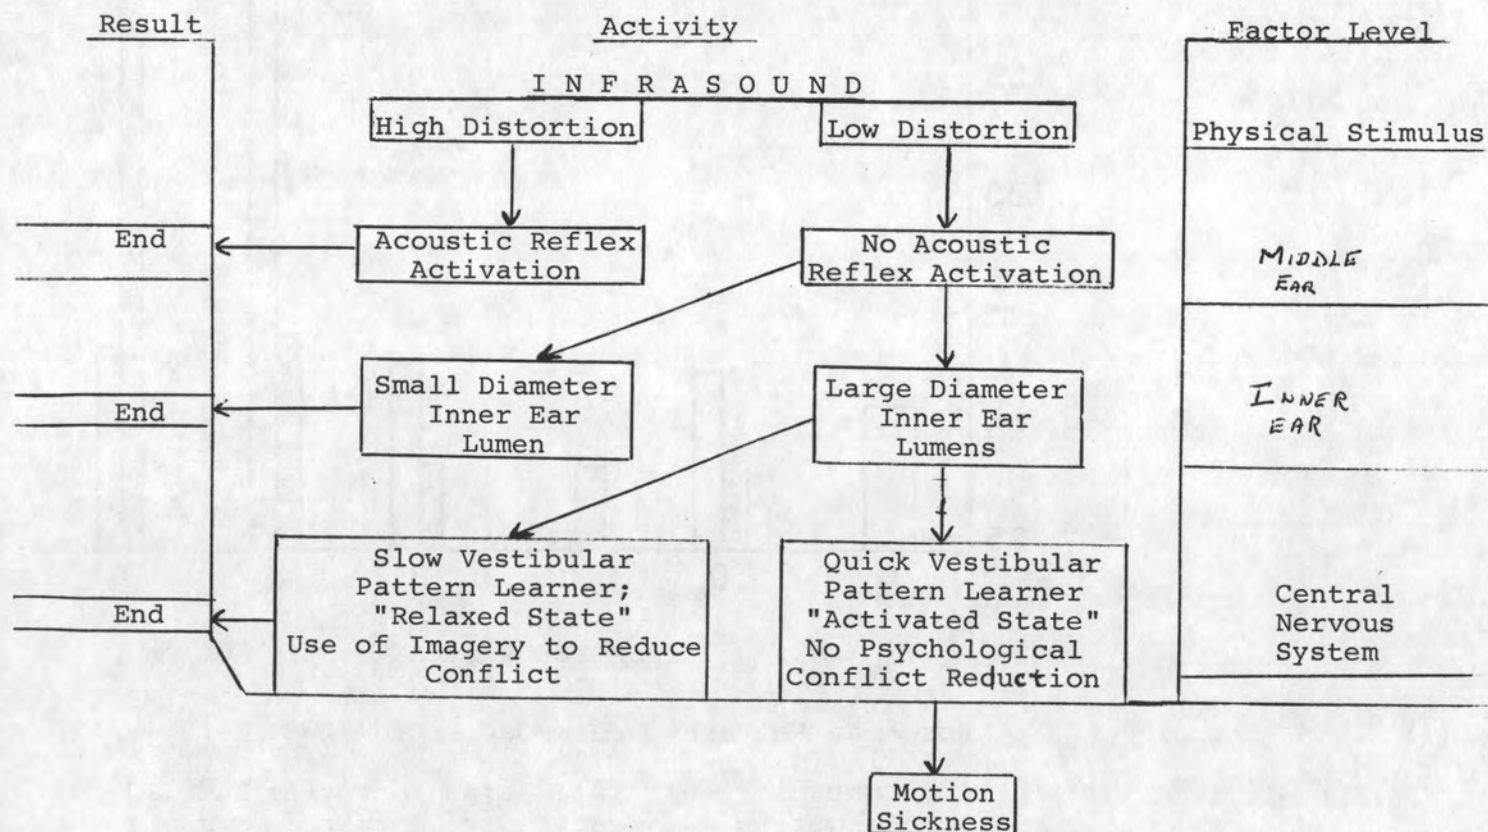 Result Activity Factor Level
I N F R A S O U N D
High Distortion Low Distortion Physical Stimulus
End
Acoustic Reflex
Activation
No Acoustic
Reflex Activation
MIDDLE
EAR
End
Small Diameter
Inner Ear
Lumen
Large Diameter
Inner Ear
Lumens
INNER
EAR
End
Slow Vestibular
Pattern Learner;
"Relaxed State"
Use of Imagery to Reduce
Conflict
Quick Vestibular
Pattern Learner
"Activated State"
No Psychological
Conflict Reduction
Central
Nervous
System
Motion
Sickness